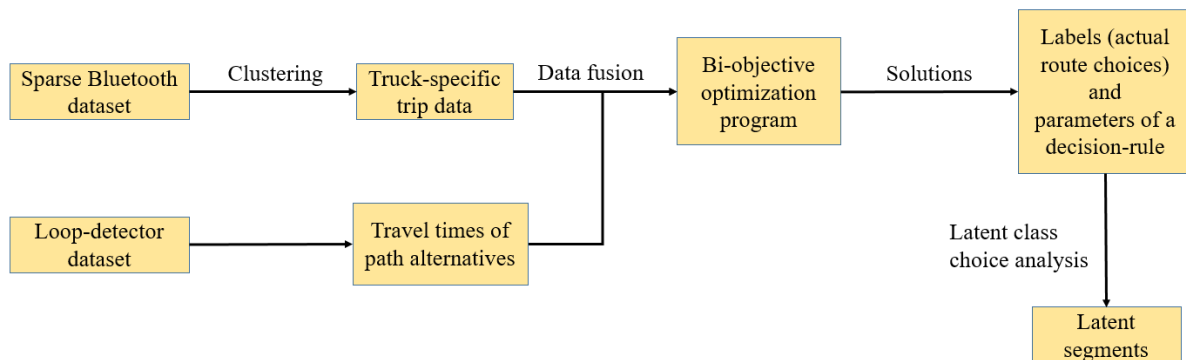 Sparse Bluetooth
dataset
Clustering
Truck-specific
trip data
Data fusion
Bi-objective
optimization
program
Solutions
Labels (actual
route choices)
and
parameters of a
decision-rule
Loop-detector
dataset
Travel times of
path alternatives
Latent class
choice analysis
Latent
segments